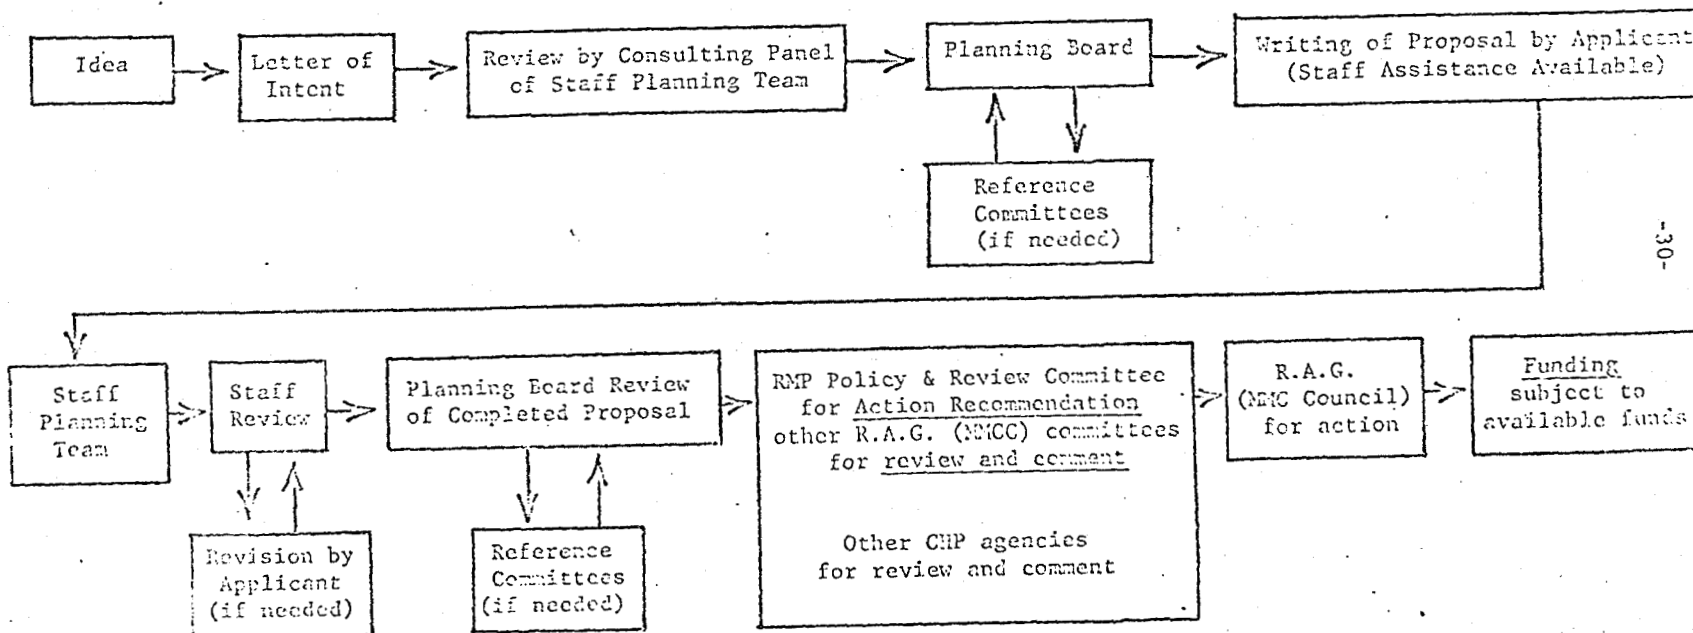 Idea
Letter of
Intent
Review by Consulting Panel
of Staff Planning Team
Planning Board
Writing of Proposal by Applicant
(Staff Assistance Available)
Reference
Committees
(if needed)
-30-
Staff
Planning
Team
Staff
Review
Planning Board Review
of Completed Proposal
RMP Policy & Review Committee
for Action Recommendation
other R.A.G. (MMCC) committees
for review and comment
Other CHP agencies
for review and comment
R.A.G.
(MMC Council)
for action
Funding
subject to
available funds
Revision by
Applicant
(if needed)
Reference
Committees
(if needed)